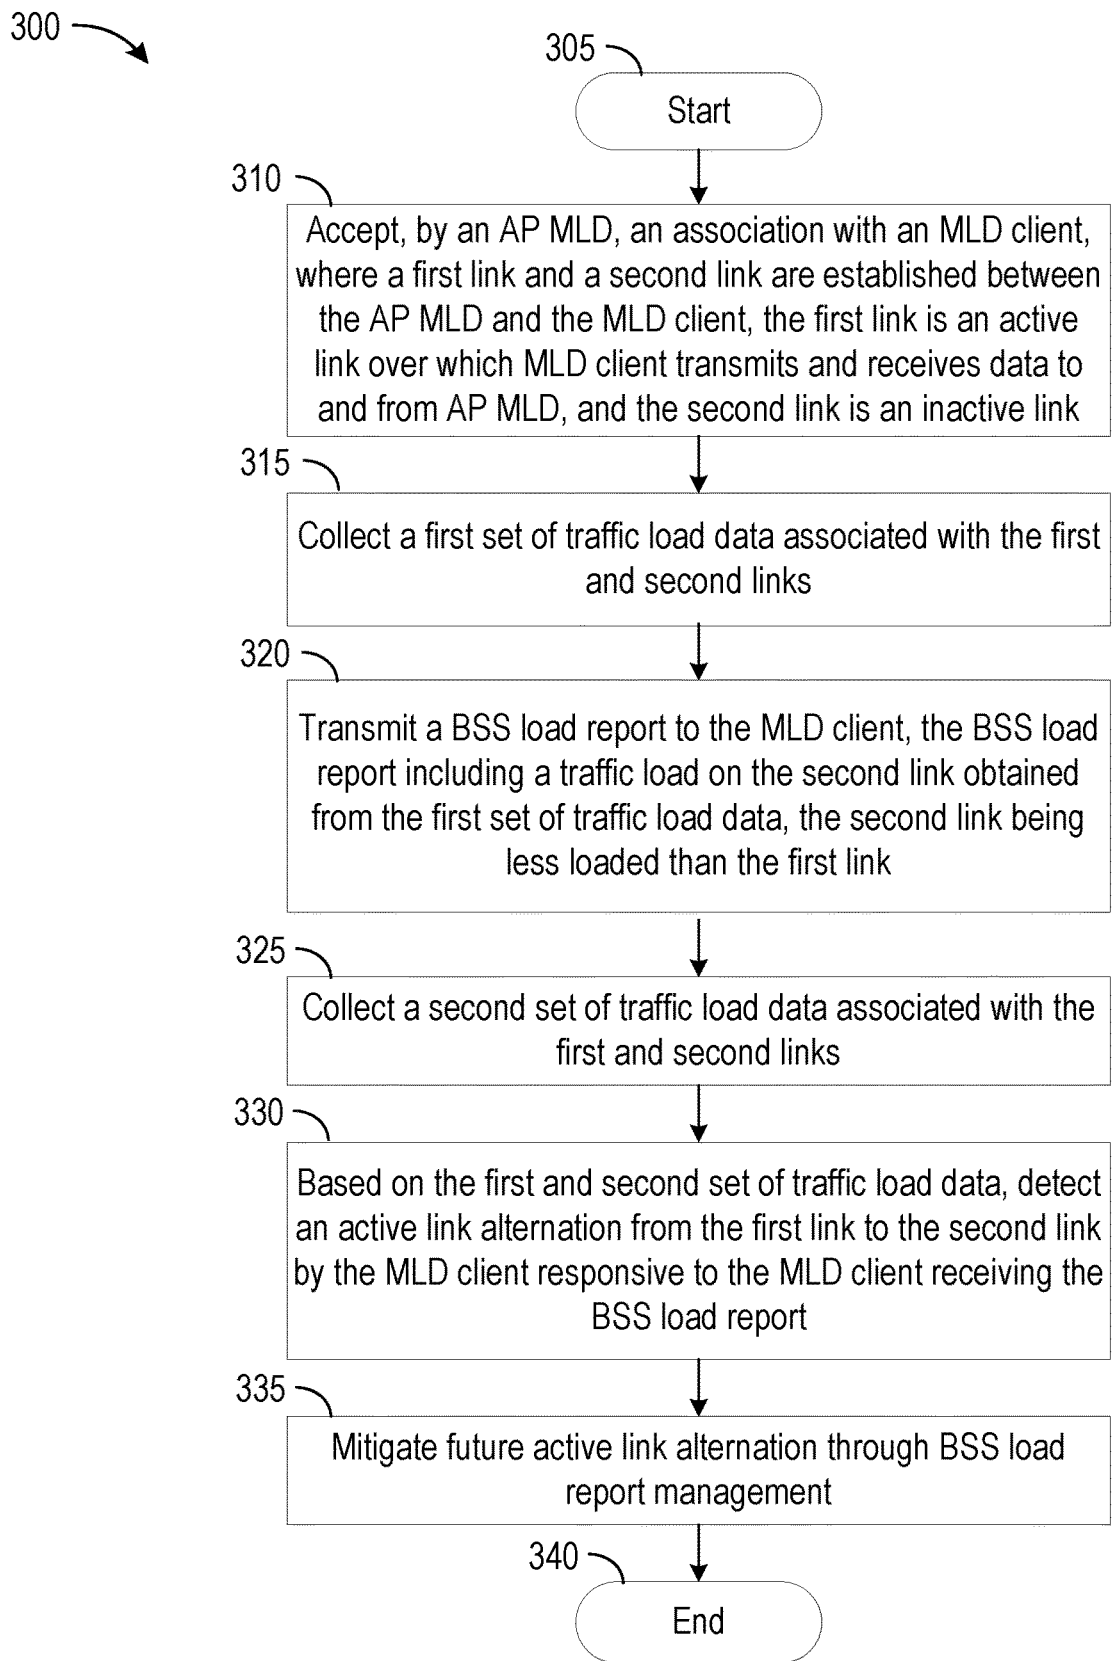 300
305
Start
310
Accept, by an AP MLD, an association with an MLD client,
where a first link and a second link are established between
the AP MLD and the MLD client, the first link is an active
link over which MLD client transmits and receives data to
and from AP MLD, and the second link is an inactive link
315
Collect a first set of traffic load data associated with the first
and second links
320
Transmit a BSS load report to the MLD client, the BSS load
report including a traffic load on the second link obtained
from the first set of traffic load data, the second link being
less loaded than the first link
325
Collect a second set of traffic load data associated with the
first and second links
330
Based on the first and second set of traffic load data, detect
an active link alternation from the first link to the second link
by the MLD client responsive to the MLD client receiving the
BSS load report
335
Mitigate future active link alternation through BSS load
report management
340
End